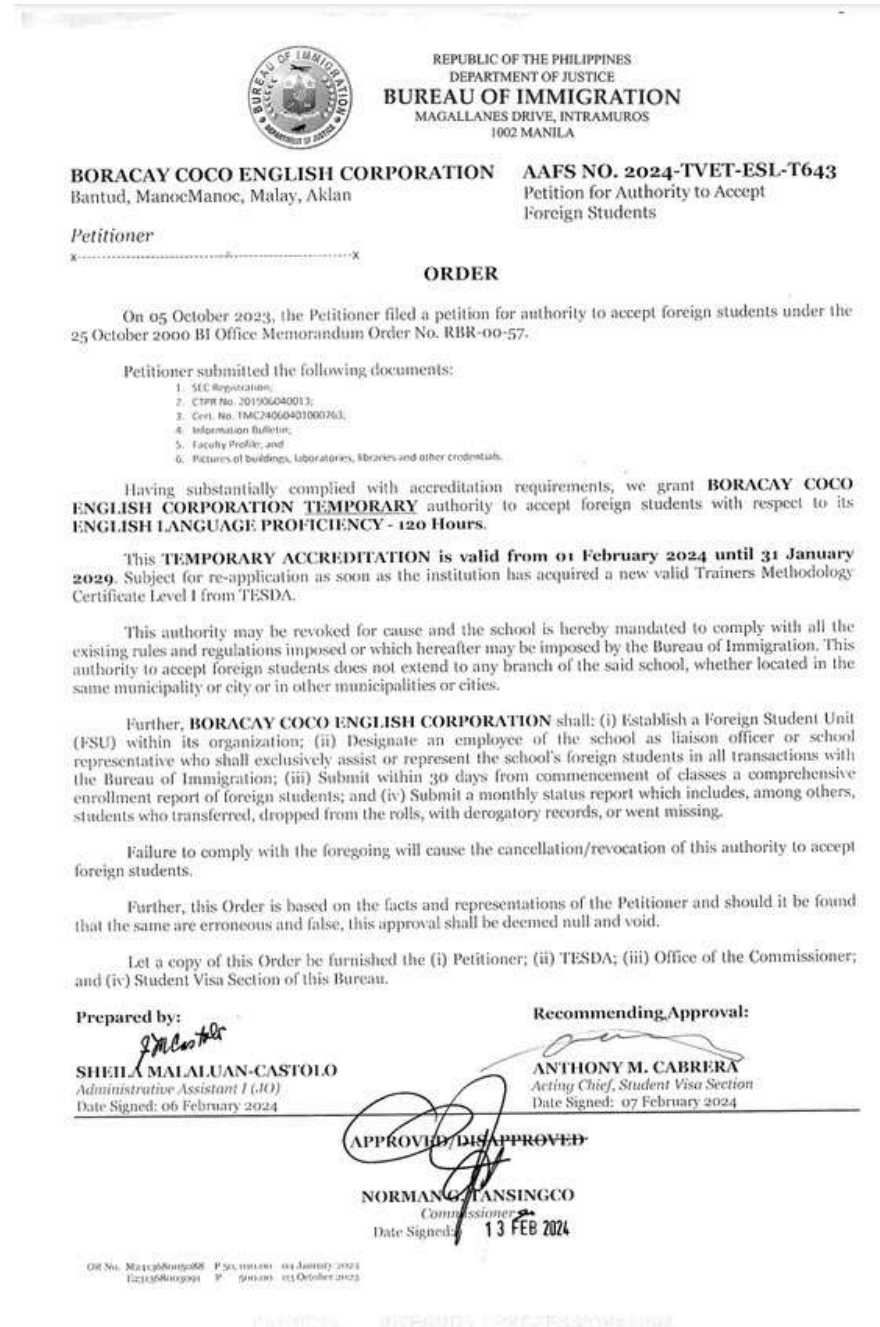 REPUBLIC OF THE PHILIPPINES
DEPARTMENT OF JUSTICE
BUREAU OF IMMIGRATION
MAGALLANES DRIVE, INTRAMUROS
1002 MANILA
BUREAU OF IMMIGRATION
DEPARTMENT OF JUSTICE
BORACAY COCO ENGLISH CORPORATION
Bantud, ManocManoc, Malay, Aklan
AAFS NO. 2024-TVET-ESL-T643
Petition for Authority to Accept
Foreign Students
Petitioner
x-----------------------------x----------------------x
ORDER
On 05 October 2023, the Petitioner filed a petition for authority to accept foreign students under the
25 October 2000 BI Office Memorandum Order No. RBR-00-57.
Petitioner submitted the following documents:
1. SEC Registration;
2. CTPR No. 201906040013;
3. Cert. No. TMC24060401000763;
4. Information Bulletin;
5. Faculty Profile; and
6. Pictures of buildings, laboratories, libraries and other credentials.
Having substantially complied with accreditation requirements, we grant BORACAY COCO
ENGLISH CORPORATION TEMPORARY authority to accept foreign students with respect to its
ENGLISH LANGUAGE PROFICIENCY - 120 Hours.
This TEMPORARY ACCREDITATION is valid from 01 February 2024 until 31 January
2029. Subject for re-application as soon as the institution has acquired a new valid Trainers Methodology
Certificate Level I from TESDA.
This authority may be revoked for cause and the school is hereby mandated to comply with all the
existing rules and regulations imposed or which hereafter may be imposed by the Bureau of Immigration. This
authority to accept foreign students does not extend to any branch of the said school, whether located in the
same municipality or city or in other municipalities or cities.
Further, BORACAY COCO ENGLISH CORPORATION shall: (i) Establish a Foreign Student Unit
(FSU) within its organization; (ii) Designate an employee of the school as liaison officer or school
representative who shall exclusively assist or represent the school's foreign students in all transactions with
the Bureau of Immigration; (iii) Submit within 30 days from commencement of classes a comprehensive
enrollment report of foreign students; and (iv) Submit a monthly status report which includes, among others,
students who transferred, dropped from the rolls, with derogatory records, or went missing.
Failure to comply with the foregoing will cause the cancellation/revocation of this authority to accept
foreign students.
Further, this Order is based on the facts and representations of the Petitioner and should it be found
that the same are erroneous and false, this approval shall be deemed null and void.
Let a copy of this Order be furnished the (i) Petitioner; (ii) TESDA; (iii) Office of the Commissioner;
and (iv) Student Visa Section of this Bureau.
Prepared by:
SHEILA MALALUAN-CASTOLO
Administrative Assistant I (JO)
Date Signed: 06 February 2024
Recommending Approval:
ANTHONY M. CABRERA
Acting Chief, Student Visa Section
Date Signed: 07 February 2024
APPROVED/DISAPPROVED
NORMAN G. TANSINGCO
Commissioner
Date Signed: 13 FEB 2024
OR No.
04 January 2024
P 500.00 03 October 2023